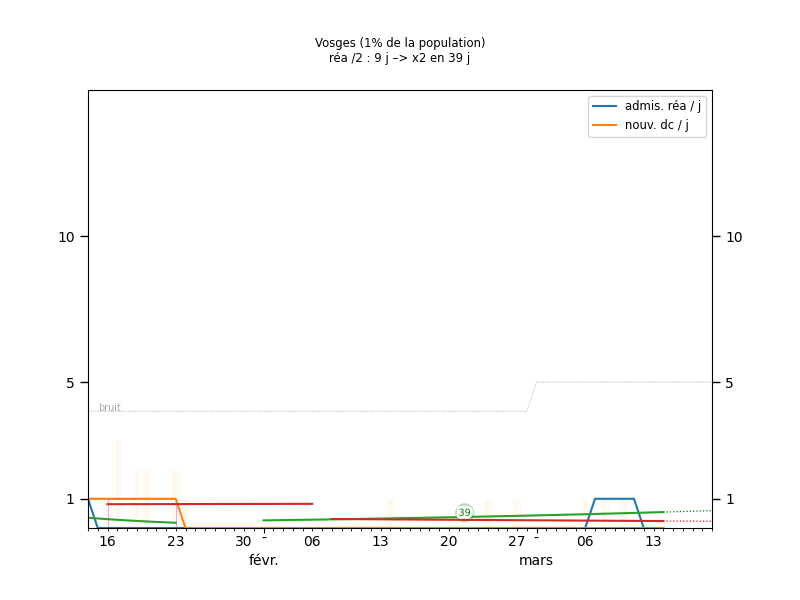 Vosges (1% de la population)
réa /2 : 9 j –> x2 en 39 j
admis. réa / j
nouv. dc / j
10 10
5 5
bruit
1 1
39
16 23 30 06 13 20 27 06 13
févr. mars